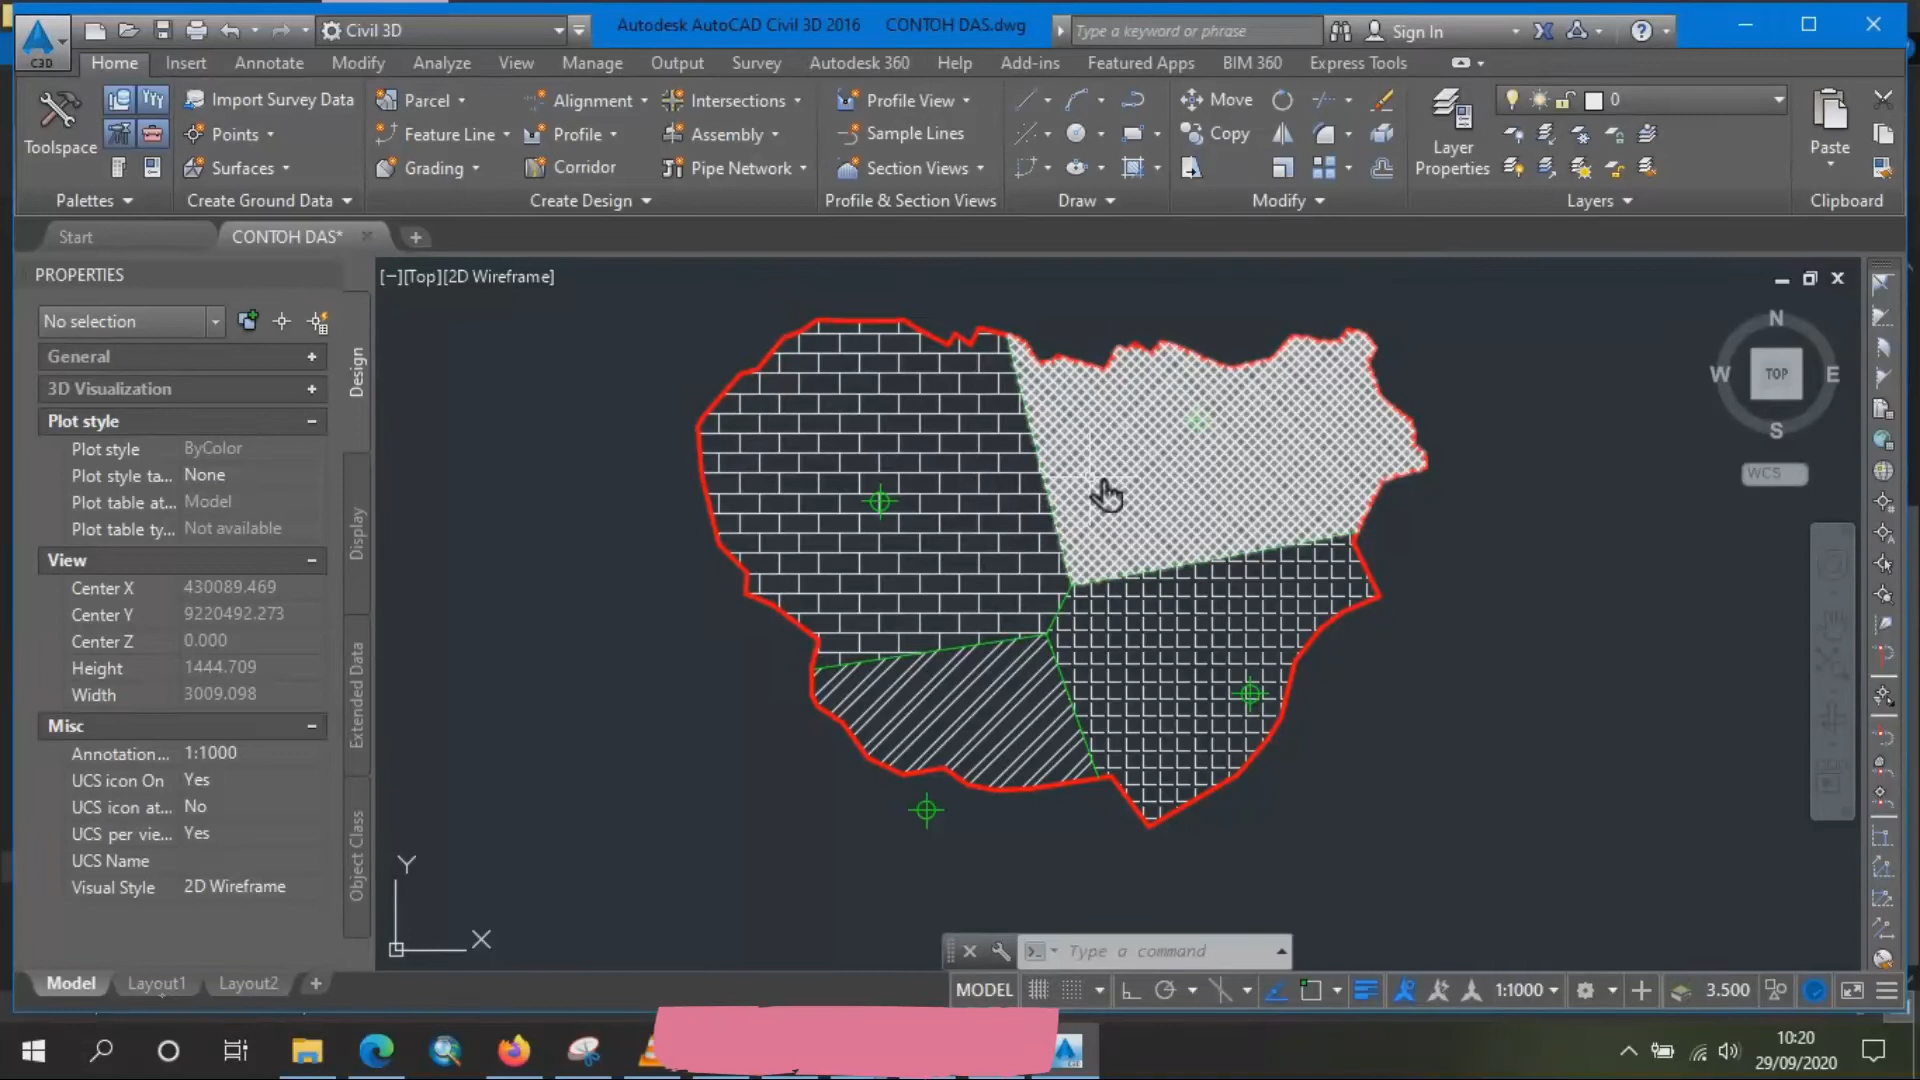 Civil 3D
Autodesk AutoCAD Civil 3D 2016 CONTOH DAS.dwg
Type a keyword or phrase
Sign In
C3D
Home Insert Annotate Modify Analyze View Manage Output Survey Autodesk 360 Help Add-ins Featured Apps BIM 360 Express Tools
Toolspace
Import Survey Data
Points
Surfaces
Parcel
Feature Line
Grading
Alignment
Profile
Corridor
Intersections
Assembly
Pipe Network
Profile View
Sample Lines
Section Views
Move
Copy
Layer
Properties
0
Paste
Palettes
Create Ground Data
Create Design
Profile & Section Views
Draw
Modify
Layers
Clipboard
Start
CONTOH DAS*
PROPERTIES
No selection
General
3D Visualization
Plot style
Plot style ByColor
Plot style ta... None
Plot table at... Model
Plot table ty... Not available
View
Center X 430089.469
Center Y 9220492.273
Center Z 0.000
Height 1444.709
Width 3009.098
Misc
Annotation... 1:1000
UCS icon On Yes
UCS icon at... No
UCS per vie... Yes
UCS Name
Visual Style 2D Wireframe
Design
Display
Extended Data
Object Class
[−][Top][2D Wireframe]
N
W TOP E
S
WCS
Y
X
Type a command
Model Layout1 Layout2
MODEL
1:1000
3.500
10:20
29/09/2020